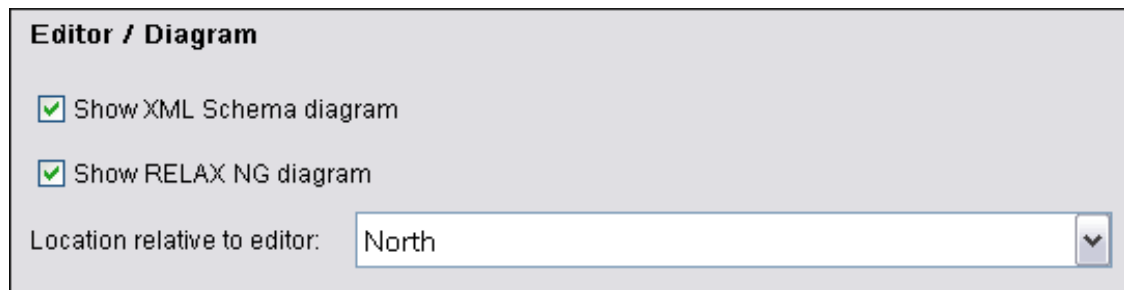 Editor / Diagram
Show XML Schema diagram
Show RELAX NG diagram
Location relative to editor: North